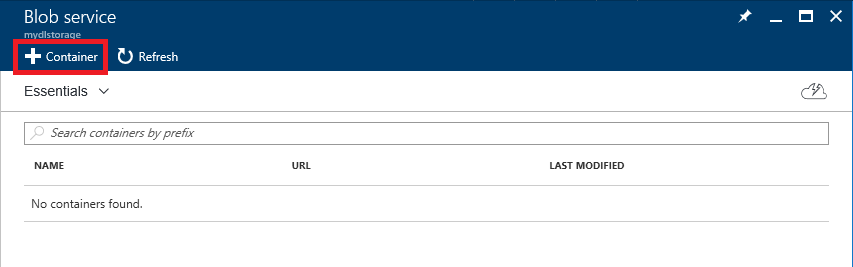 Blob service
mydlstorage
Container Refresh
Essentials
Search containers by prefix
NAME URL LAST MODIFIED
No containers found.